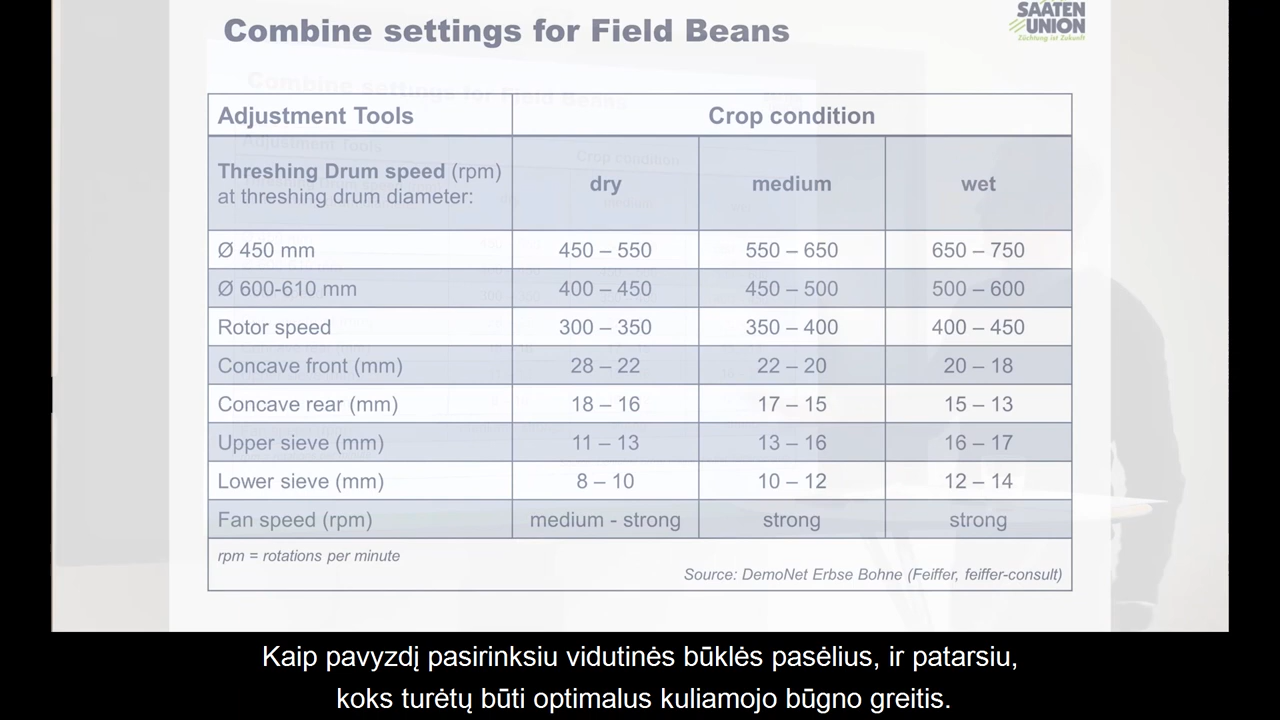 Combine settings for Field Beans
SAATEN
UNION
Züchtung ist Zukunft
Adjustment Tools Crop condition
Threshing Drum speed (rpm)
at threshing drum diameter: dry medium wet
Ø 450 mm 450 – 550 550 – 650 650 – 750
Ø 600-610 mm 400 – 450 450 – 500 500 – 600
Rotor speed 300 – 350 350 – 400 400 – 450
Concave front (mm) 28 – 22 22 – 20 20 – 18
Concave rear (mm) 18 – 16 17 – 15 15 – 13
Upper sieve (mm) 11 – 13 13 – 16 16 – 17
Lower sieve (mm) 8 – 10 10 – 12 12 – 14
Fan speed (rpm) medium - strong strong strong
rpm = rotations per minute
Source: DemoNet Erbse Bohne (Feiffer, feiffer-consult)
Kaip pavyzdį pasirinksiu vidutinės būklės pasėlius, ir patarsiu,
koks turėtų būti optimalus kuliamojo būgno greitis.